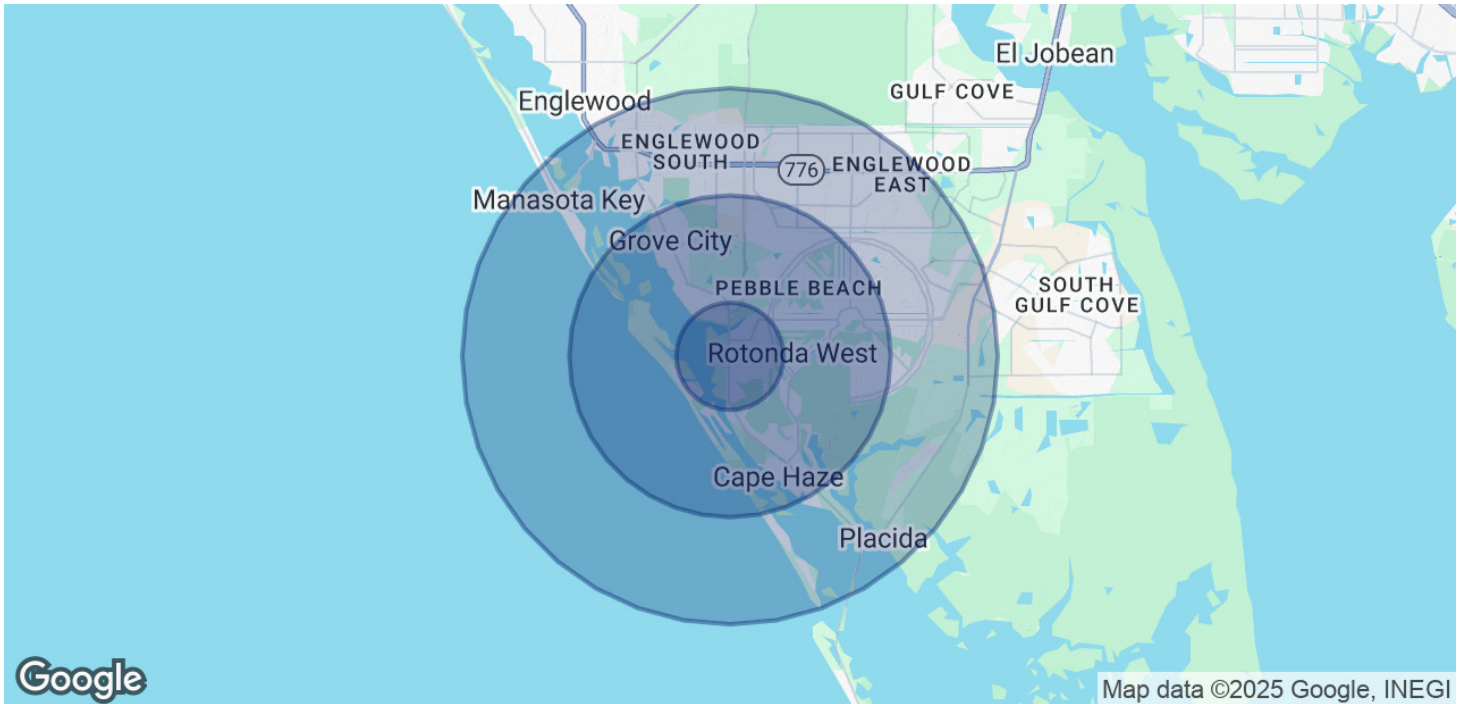 El Jobean
GULF COVE
Englewood
ENGLEWOOD
SOUTH
776
ENGLEWOOD
EAST
Manasota Key
Grove City
PEBBLE BEACH
SOUTH
GULF COVE
Rotonda West
Cape Haze
Placida
Google
Map data ©2025 Google, INEGI